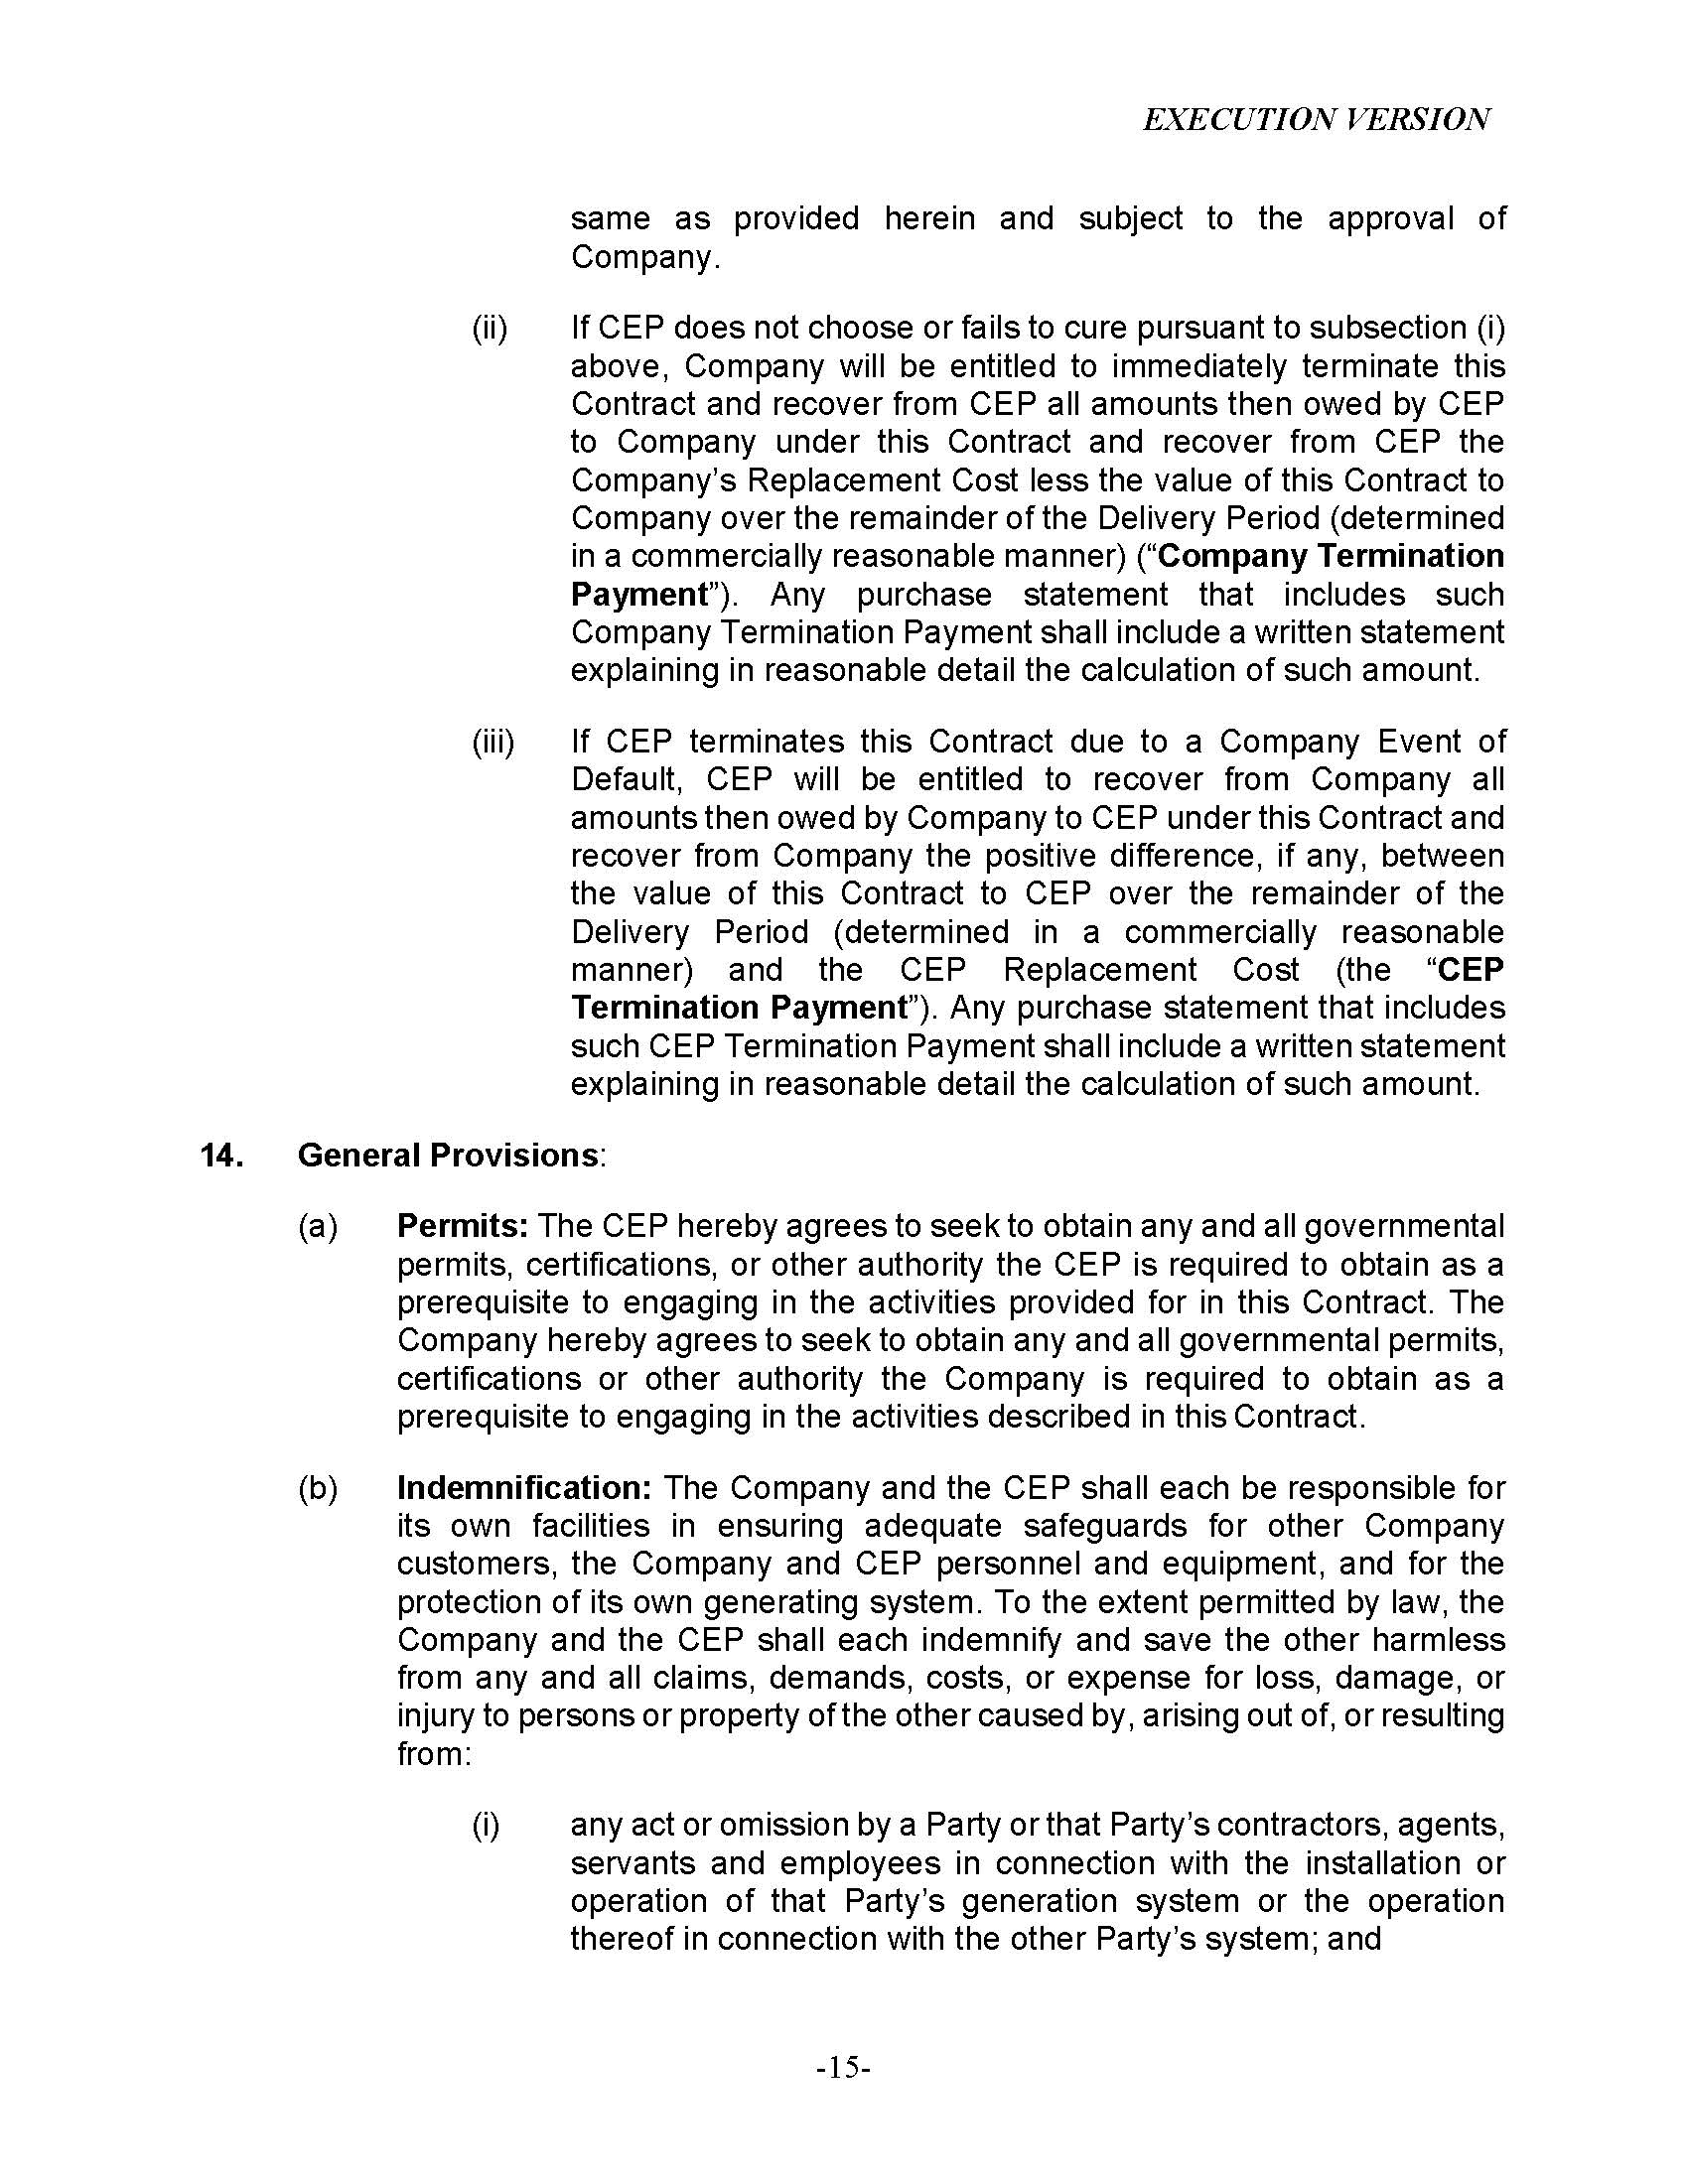 EXECUTION VERSION
same as provided herein and subject to the approval of
Company.
(ii) If CEP does not choose or fails to cure pursuant to subsection (i)
above, Company will be entitled to immediately terminate this
Contract and recover from CEP all amounts then owed by CEP
to Company under this Contract and recover from CEP the
Company’s Replacement Cost less the value of this Contract to
Company over the remainder of the Delivery Period (determined
in a commercially reasonable manner) (“Company Termination
Payment”). Any purchase statement that includes such
Company Termination Payment shall include a written statement
explaining in reasonable detail the calculation of such amount.
(iii) If CEP terminates this Contract due to a Company Event of
Default, CEP will be entitled to recover from Company all
amounts then owed by Company to CEP under this Contract and
recover from Company the positive difference, if any, between
the value of this Contract to CEP over the remainder of the
Delivery Period (determined in a commercially reasonable
manner) and the CEP Replacement Cost (the “CEP
Termination Payment”). Any purchase statement that includes
such CEP Termination Payment shall include a written statement
explaining in reasonable detail the calculation of such amount.
14. General Provisions:
(a) Permits: The CEP hereby agrees to seek to obtain any and all governmental
permits, certifications, or other authority the CEP is required to obtain as a
prerequisite to engaging in the activities provided for in this Contract. The
Company hereby agrees to seek to obtain any and all governmental permits,
certifications or other authority the Company is required to obtain as a
prerequisite to engaging in the activities described in this Contract.
(b) Indemnification: The Company and the CEP shall each be responsible for
its own facilities in ensuring adequate safeguards for other Company
customers, the Company and CEP personnel and equipment, and for the
protection of its own generating system. To the extent permitted by law, the
Company and the CEP shall each indemnify and save the other harmless
from any and all claims, demands, costs, or expense for loss, damage, or
injury to persons or property of the other caused by, arising out of, or resulting
from:
(i) any act or omission by a Party or that Party’s contractors, agents,
servants and employees in connection with the installation or
operation of that Party’s generation system or the operation
thereof in connection with the other Party’s system; and
-15-